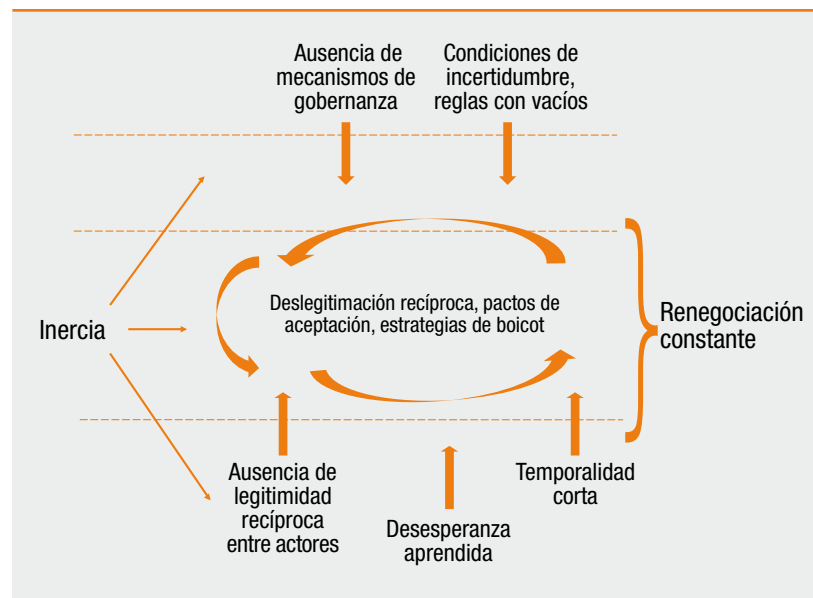 Ausencia de
mecanismos de
gobernanza
Condiciones de
incertidumbre,
reglas con vacíos
Deslegitimación recíproca, pactos de
aceptación, estrategias de boicot
Inercia
Renegociación
constante
Ausencia de
legitimidad
recíproca
entre actores
Desesperanza
aprendida
Temporalidad
corta